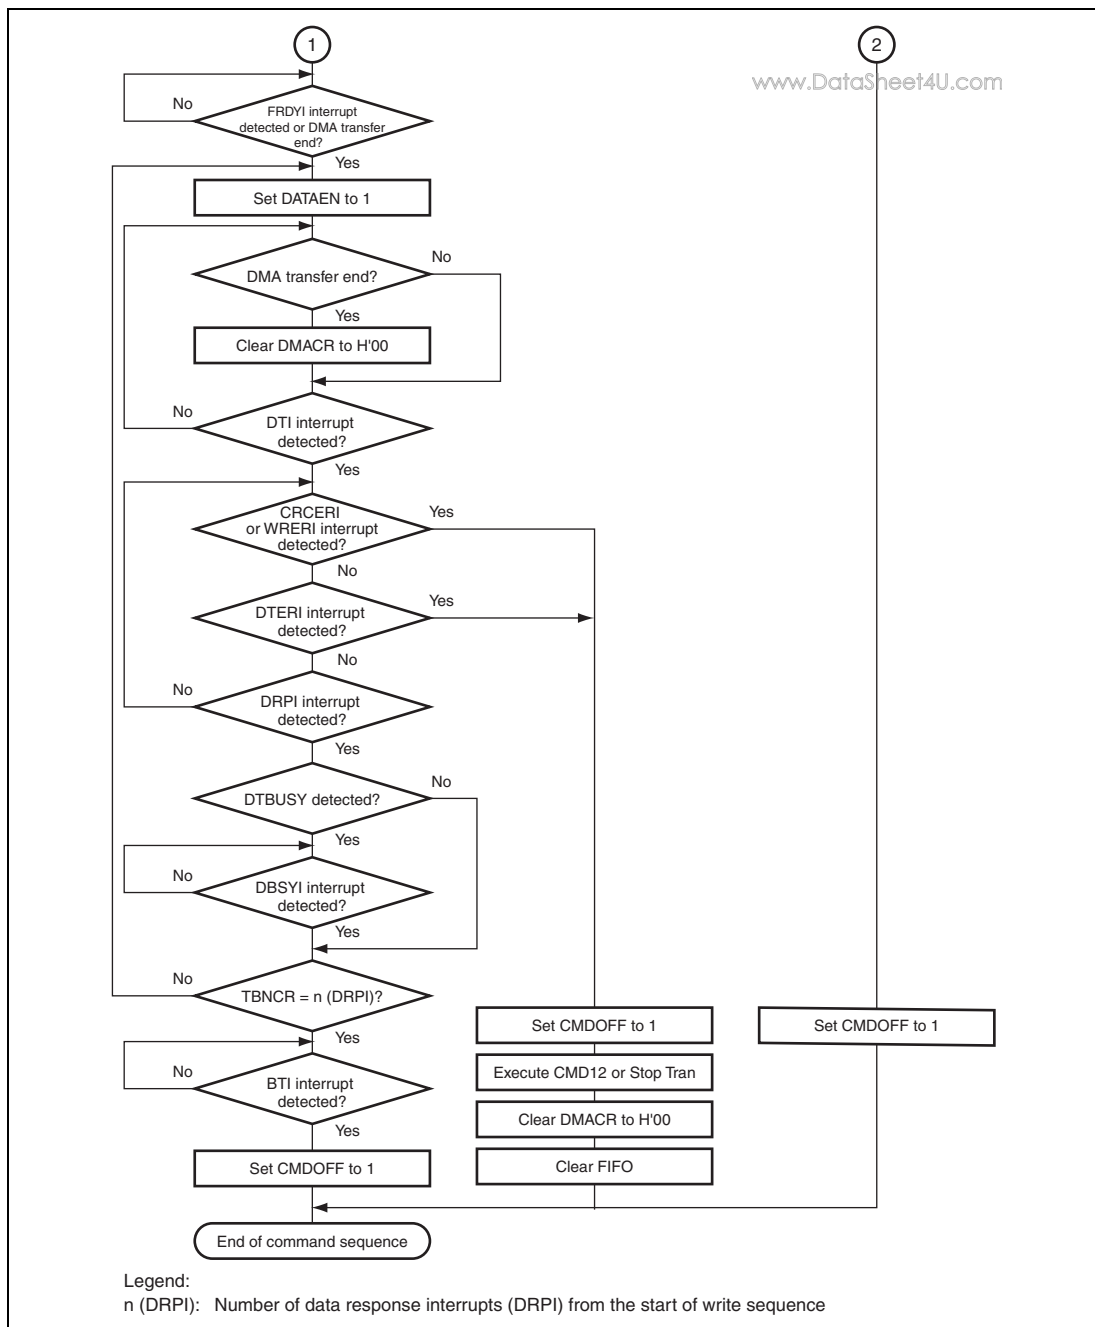 1
2
www.DataSheet4U.com
No
FRDYI interrupt
detected or DMA transfer
end?
Yes
Set DATAEN to 1
DMA transfer end?
No
Yes
Clear DMACR to H'00
No
DTI interrupt
detected?
Yes
CRCERI
or WRERI interrupt
detected?
Yes
No
DTERI interrupt
detected?
Yes
No
No
DRPI interrupt
detected?
Yes
DTBUSY detected?
No
Yes
No
DBSYI interrupt
detected?
Yes
No
TBNCR = n (DRPI)?
Yes
No
BTI interrupt
detected?
Yes
Set CMDOFF to 1
Set CMDOFF to 1
Execute CMD12 or Stop Tran
Clear DMACR to H'00
Clear FIFO
Set CMDOFF to 1
End of command sequence
Legend:
n (DRPI): Number of data response interrupts (DRPI) from the start of write sequence